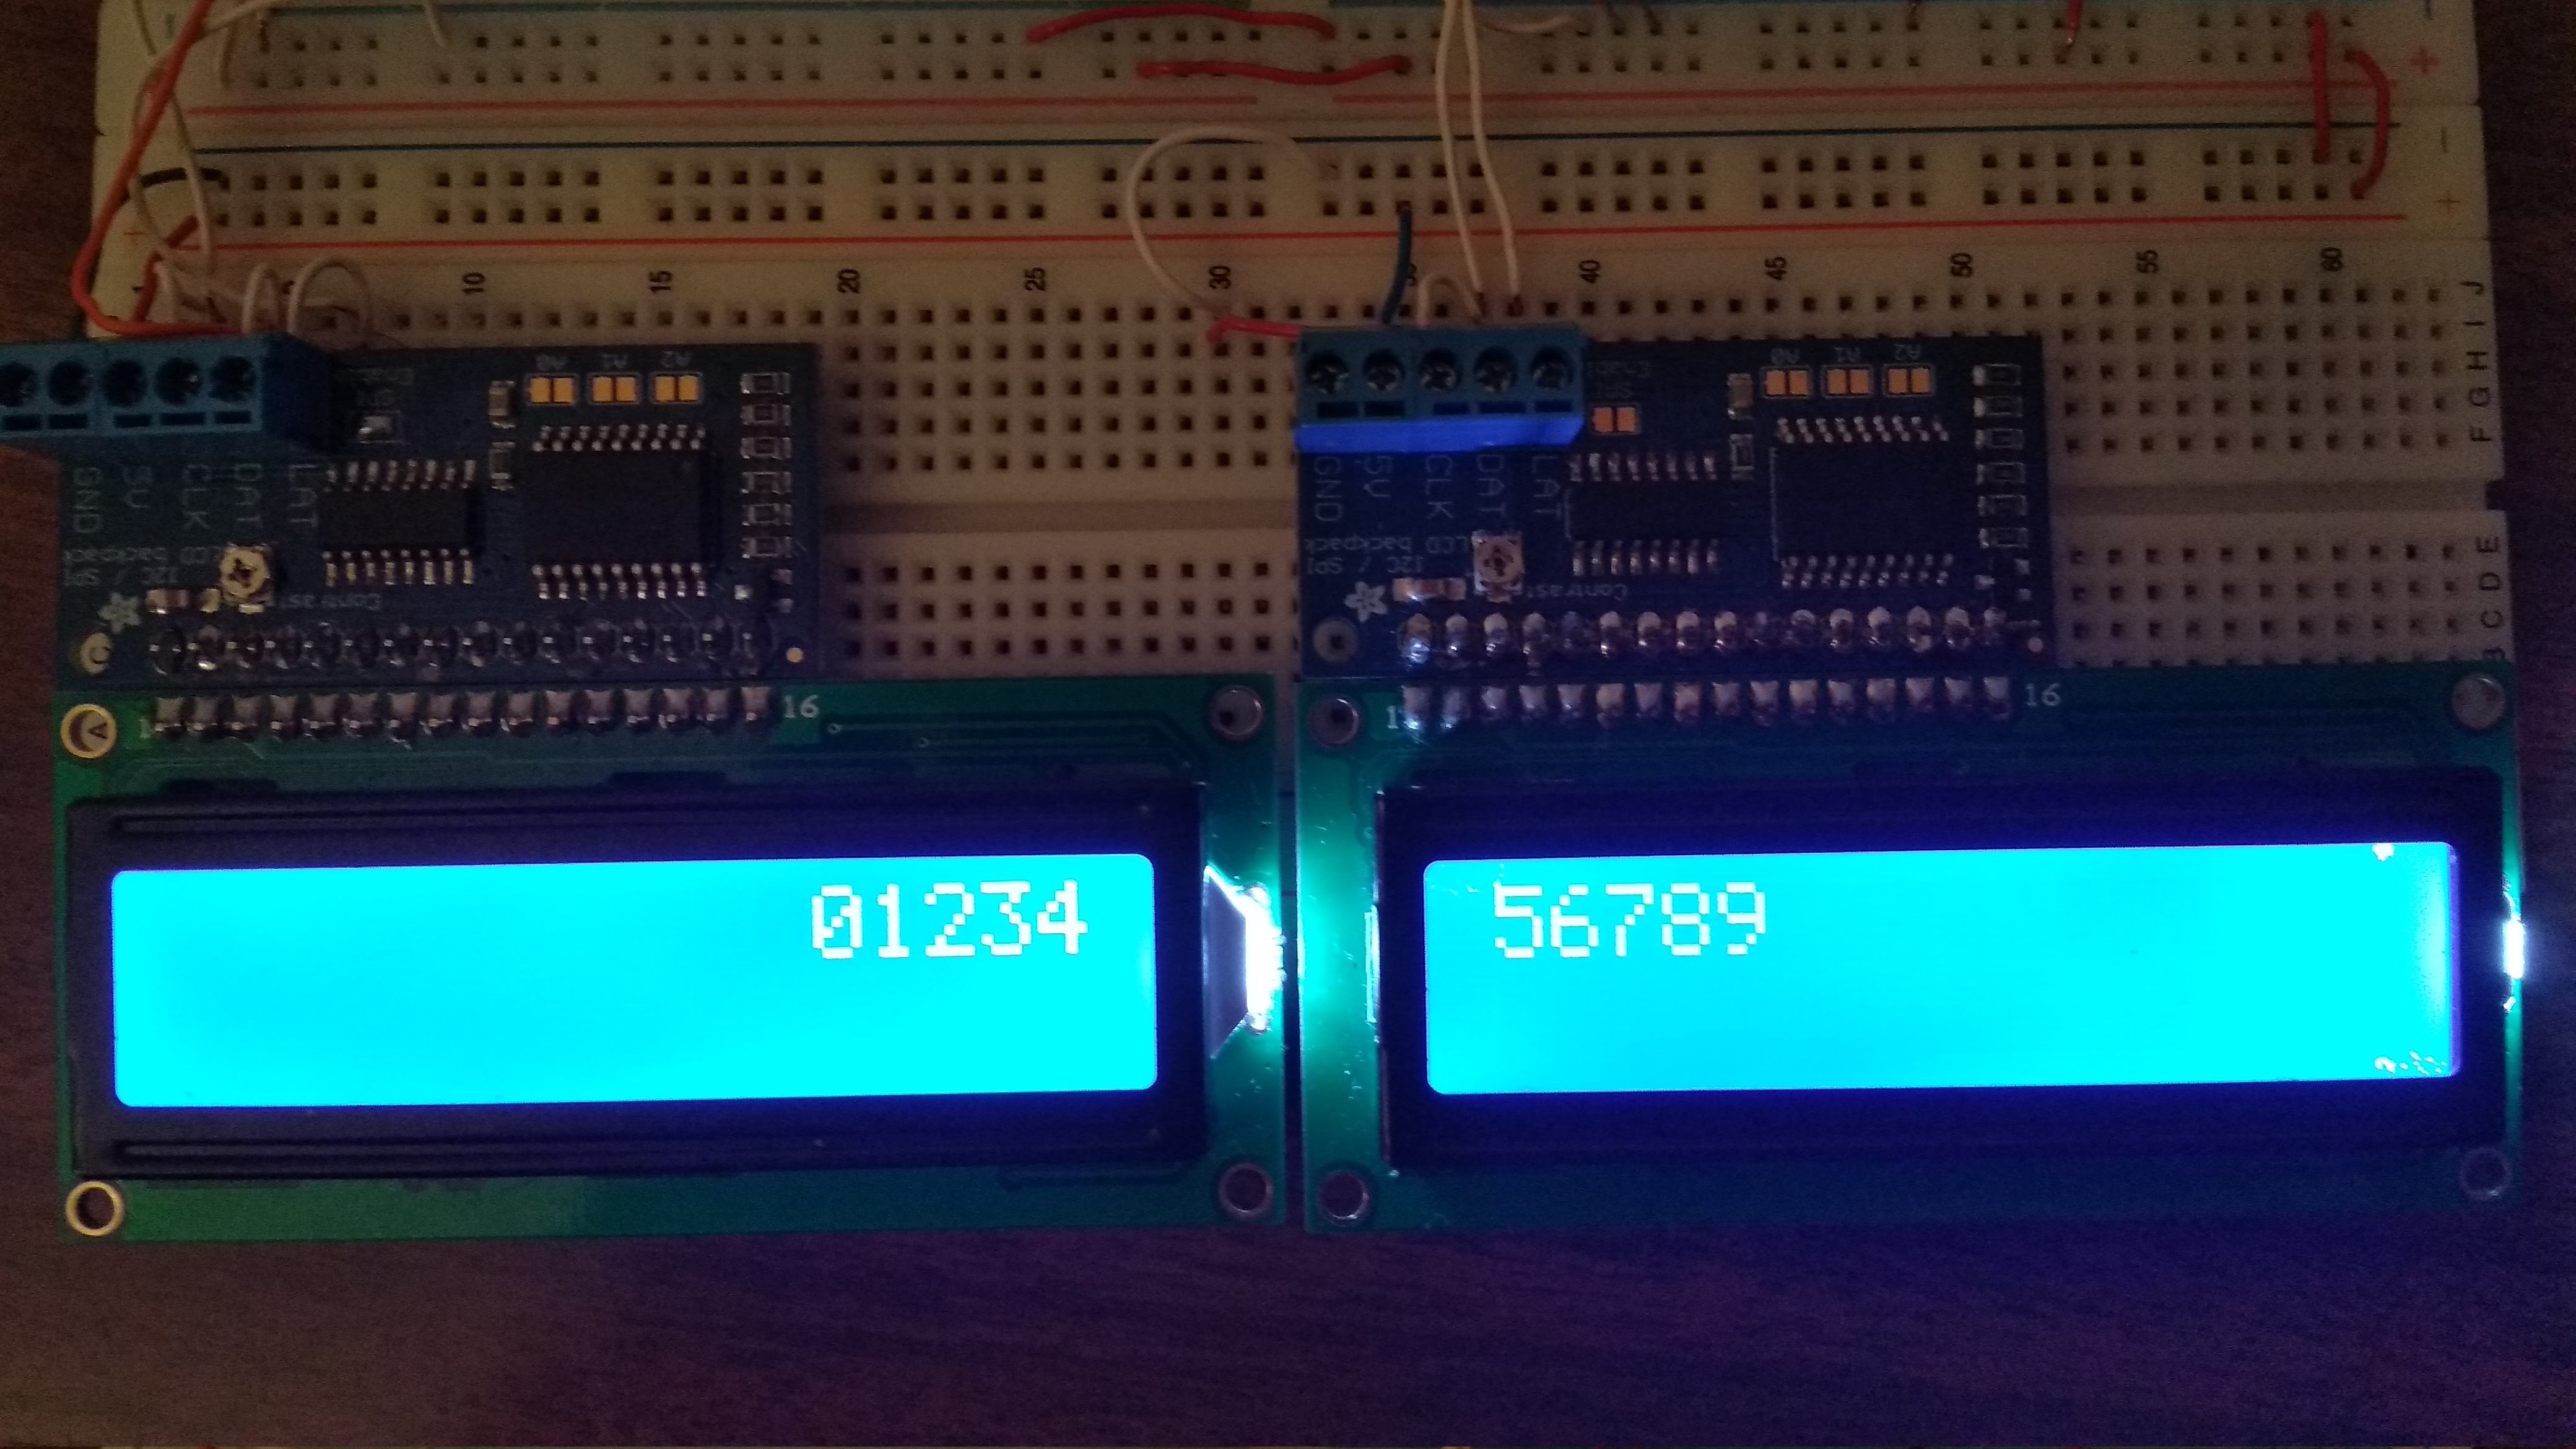 10 15 20 25 30 40 45 50 55 60
J
I
H
G
F
A0 A1 A2
A0 A1 A2
GND 5V CLK DAT LAT
GND 5V CLK DAT LAT
LCD backpack
I2C / SPI
Contrast
LCD backpack
I2C / SPI
Contrast
E
D
C
B
C
A
1 16
1 16
01234
56789